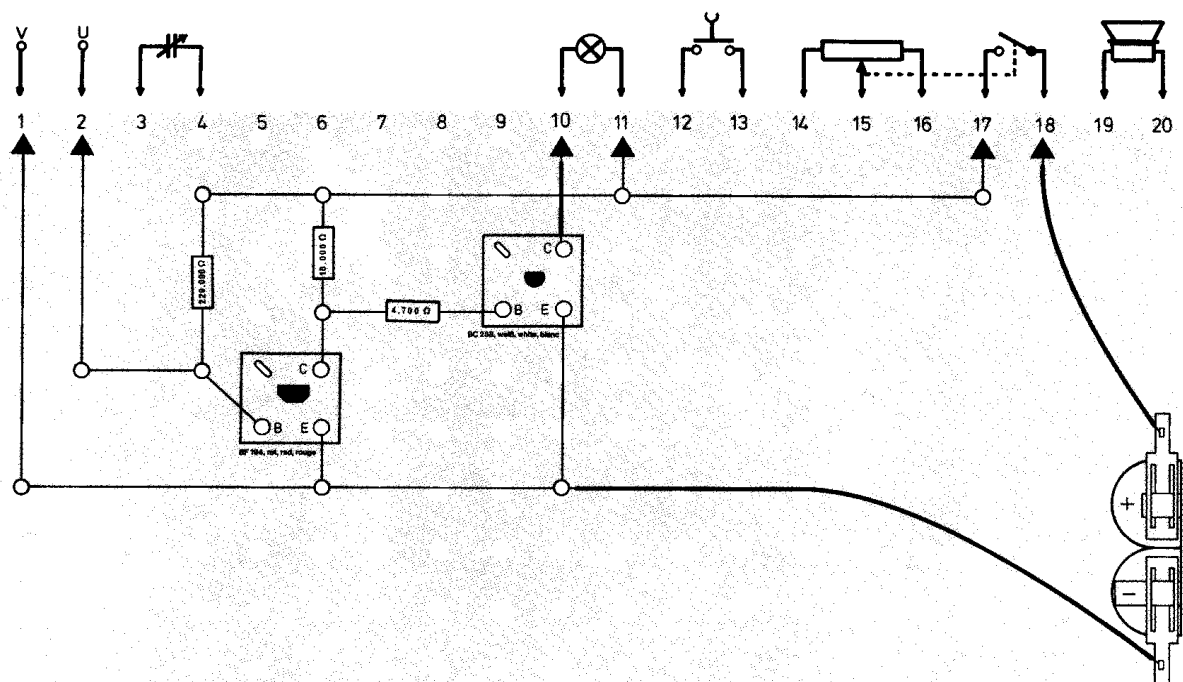 V U
1 2 3 4 5 6 7 8 9 10 11 12 13 14 15 16 17 18 19 20
220.000 Ω
10.000 Ω
C
4.700 Ω
B E
BC 238, weiß, white, blanc
C
B E
BF 194, rot, red, rouge
+
−